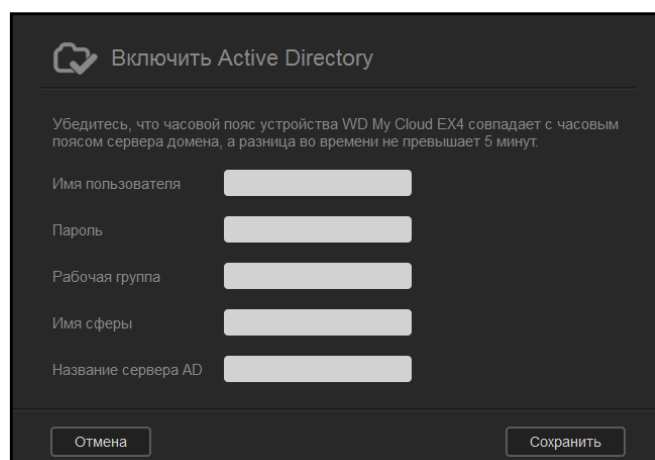 Включить Active Directory
Убедитесь, что часовой пояс устройства WD My Cloud EX4 совпадает с часовым
поясом сервера домена, а разница во времени не превышает 5 минут.
Имя пользователя
Пароль
Рабочая группа
Имя сферы
Название сервера AD
Отмена
Сохранить